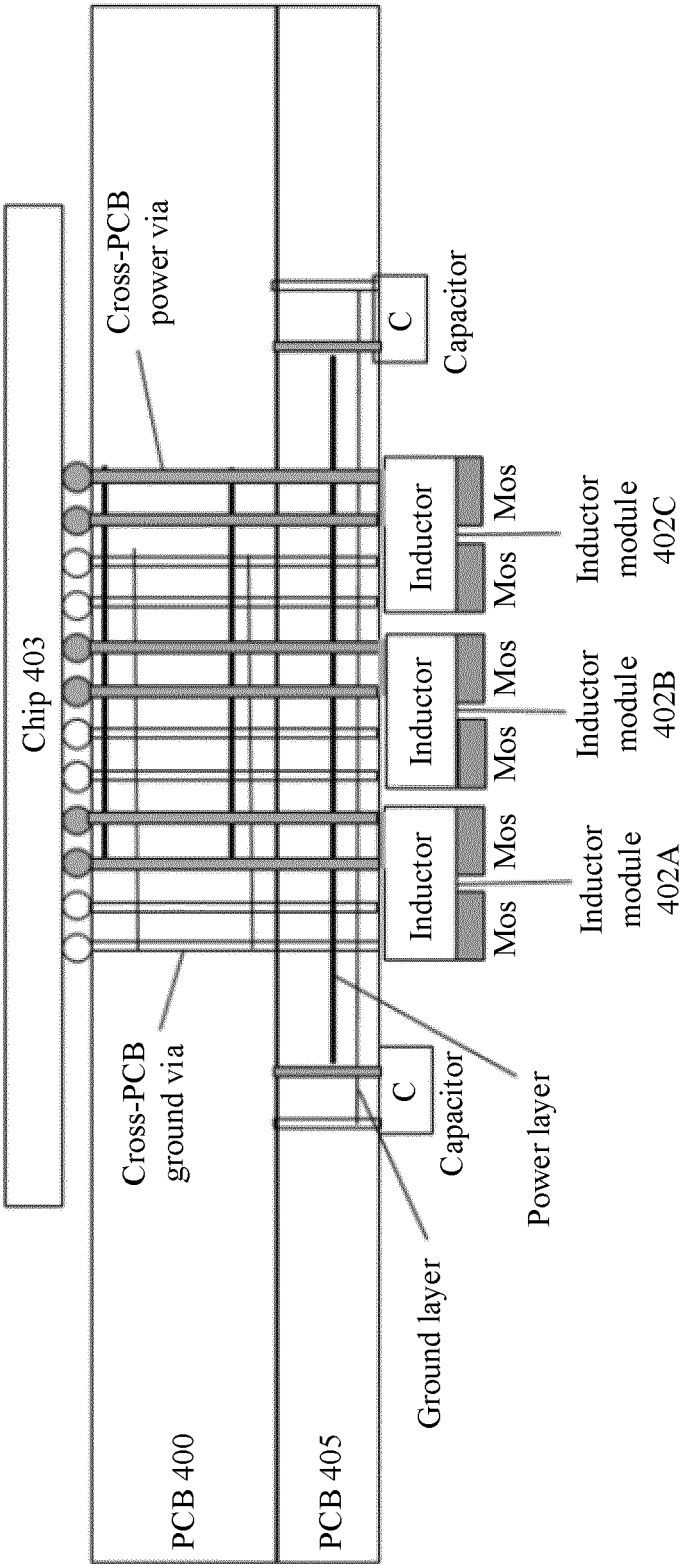 Chip 403
Cross-PCB
ground via
Cross-PCB
power via
PCB 400
PCB 405
C
Inductor
Inductor
Inductor
C
Capacitor
Mos
Mos
Mos
Mos
Mos
Mos
Capacitor
Ground layer
Power layer
Inductor
module
402A
Inductor
module
402B
Inductor
module
402C